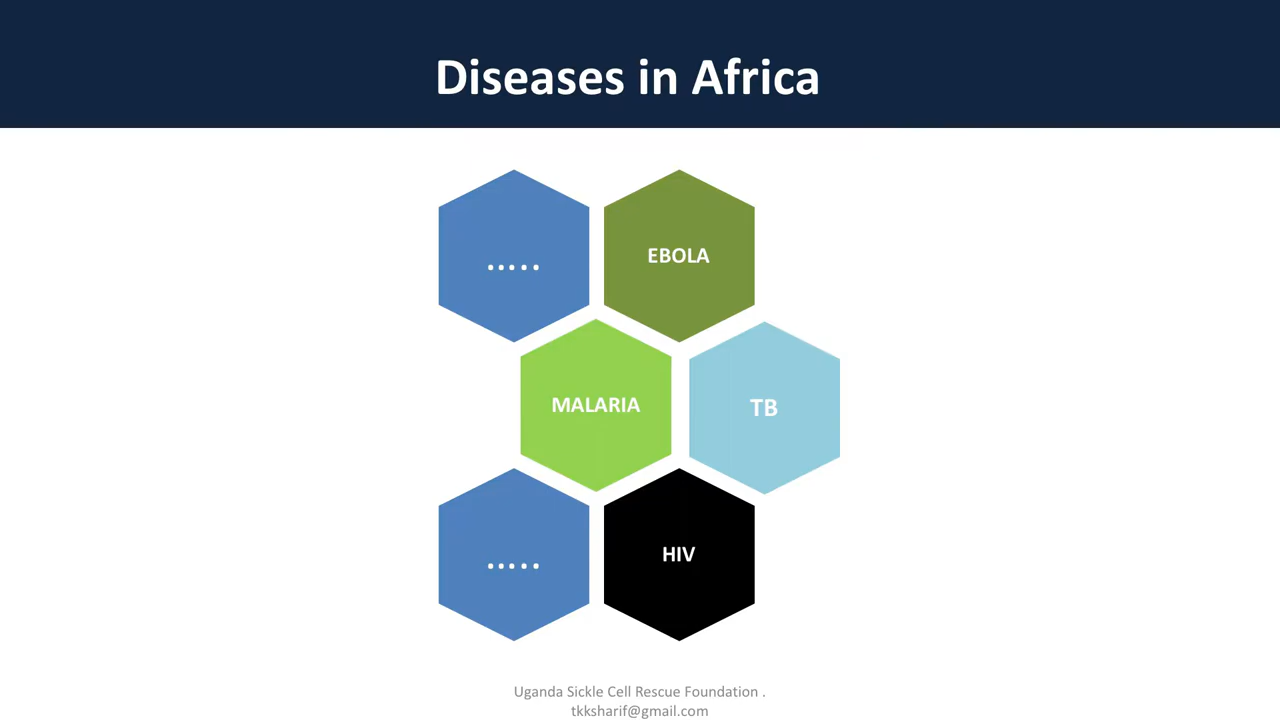 Diseases in Africa
.....
EBOLA
MALARIA
TB
.....
HIV
Uganda Sickle Cell Rescue Foundation .
tkksharif@gmail.com